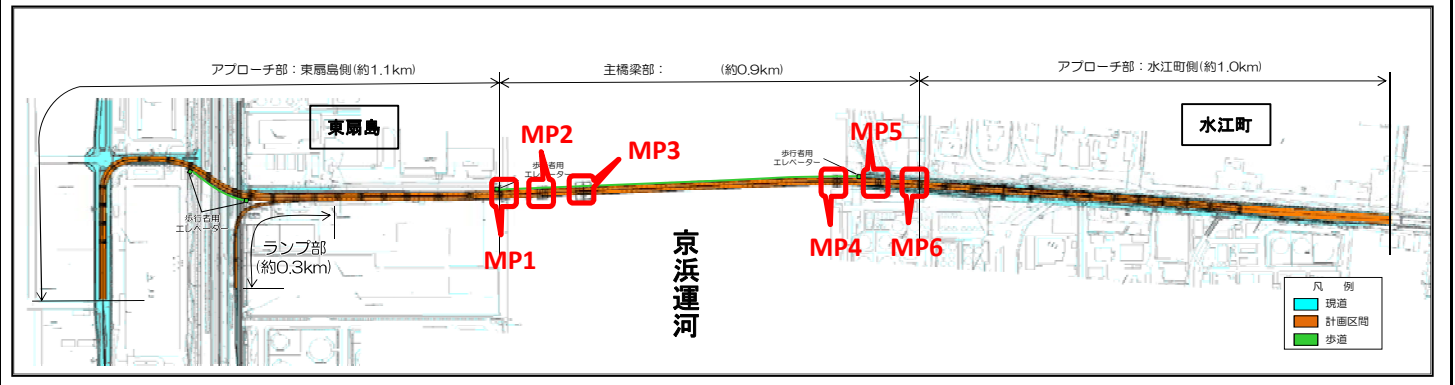 アプローチ部:東扇島側(約1.1km)
主橋梁部: (約0.9km)
アプローチ部:水江町側(約1.0km)
東扇島
水江町
MP2
MP3
MP5
歩行者用
エレベーター
歩行者用
エレベーター
歩行者用
エレベーター
ランプ部
(約0.3km)
MP1
MP4
MP6
京浜運河
凡 例
現道
計画区間
歩道